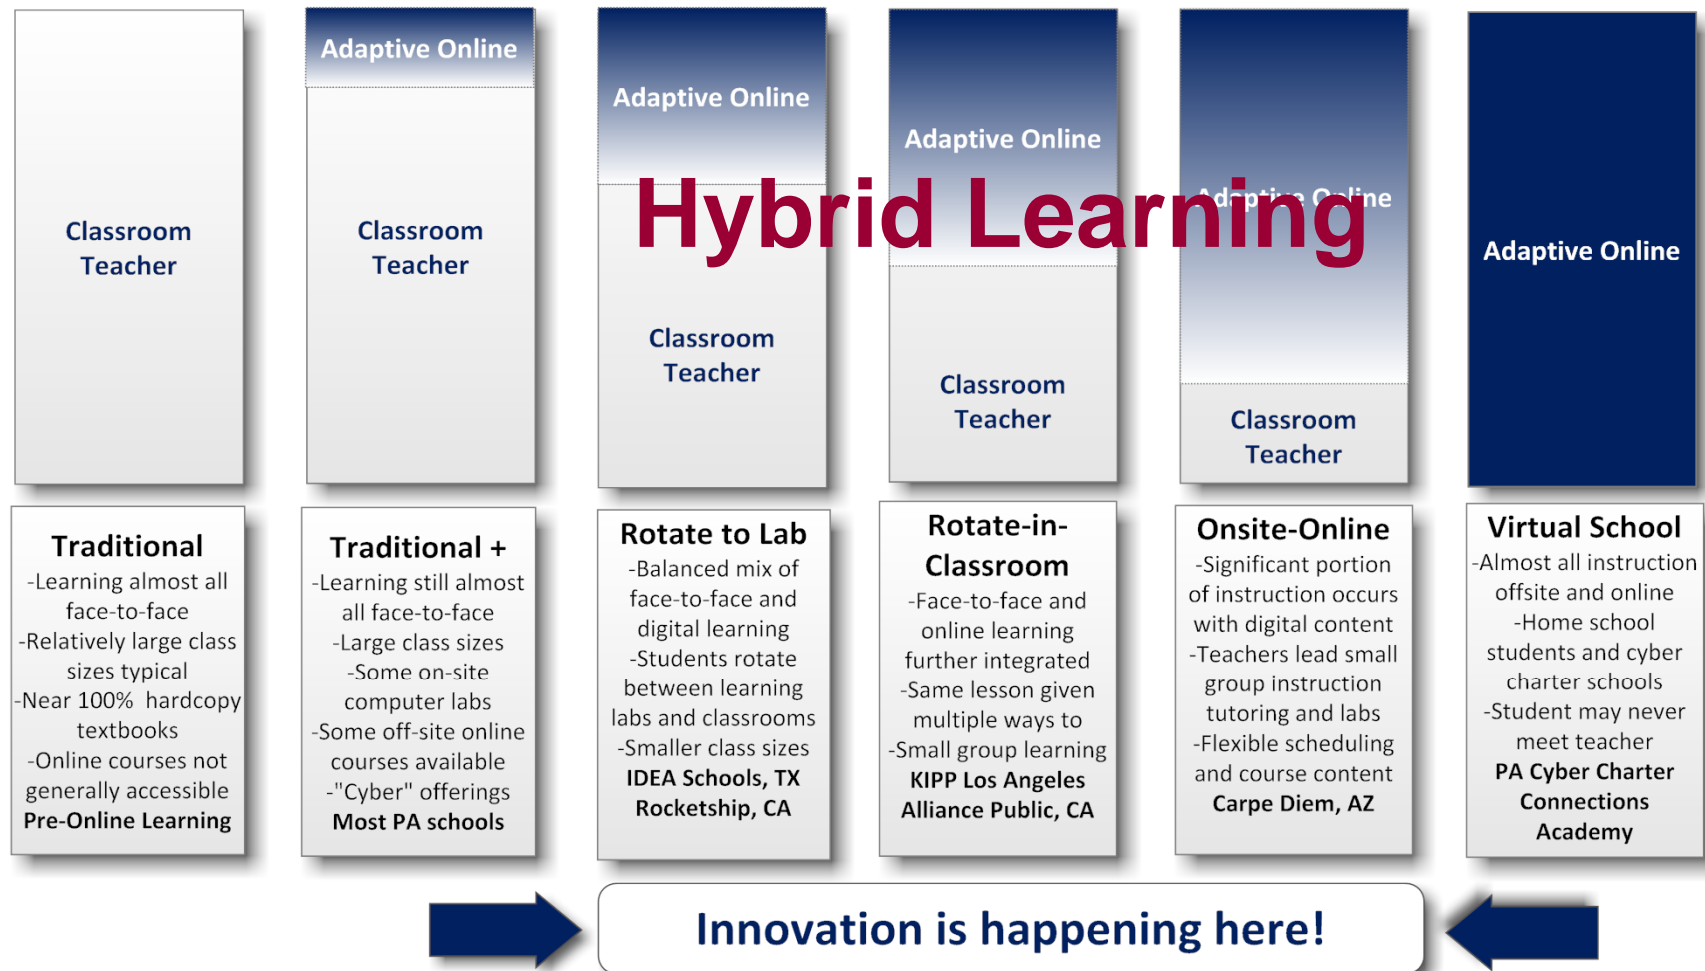 Classroom
Teacher
Adaptive Online
Classroom
Teacher
Adaptive Online
Classroom
Teacher
Adaptive Online
Classroom
Teacher
Adaptive Online
Classroom
Teacher
Adaptive Online
Hybrid Learning
Traditional
-Learning almost all
face-to-face
-Relatively large class
sizes typical
-Near 100% hardcopy
textbooks
-Online courses not
generally accessible
Pre-Online Learning
Traditional +
-Learning still almost
all face-to-face
-Large class sizes
-Some on-site
computer labs
-Some off-site online
courses available
-"Cyber" offerings
Most PA schools
Rotate to Lab
-Balanced mix of
face-to-face and
digital learning
-Students rotate
between learning
labs and classrooms
-Smaller class sizes
IDEA Schools, TX
Rocketship, CA
Rotate-in-
Classroom
-Face-to-face and
online learning
further integrated
-Same lesson given
multiple ways to
-Small group learning
KIPP Los Angeles
Alliance Public, CA
Onsite-Online
-Significant portion
of instruction occurs
with digital content
-Teachers lead small
group instruction
tutoring and labs
-Flexible scheduling
and course content
Carpe Diem, AZ
Virtual School
-Almost all instruction
offsite and online
-Home school
students and cyber
charter schools
-Student may never
meet teacher
PA Cyber Charter
Connections
Academy
Innovation is happening here!